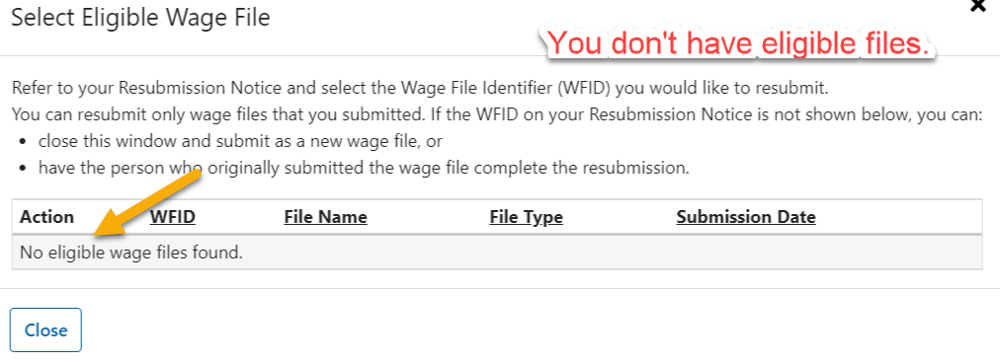 Select Eligible Wage File
You don't have eligible files.
Refer to your Resubmission Notice and select the Wage File Identifier (WFID) you would like to resubmit.
You can resubmit only wage files that you submitted. If the WFID on your Resubmission Notice is not shown below, you can:
• close this window and submit as a new wage file, or
• have the person who originally submitted the wage file complete the resubmission.
Action WFID File Name File Type Submission Date
No eligible wage files found.
Close